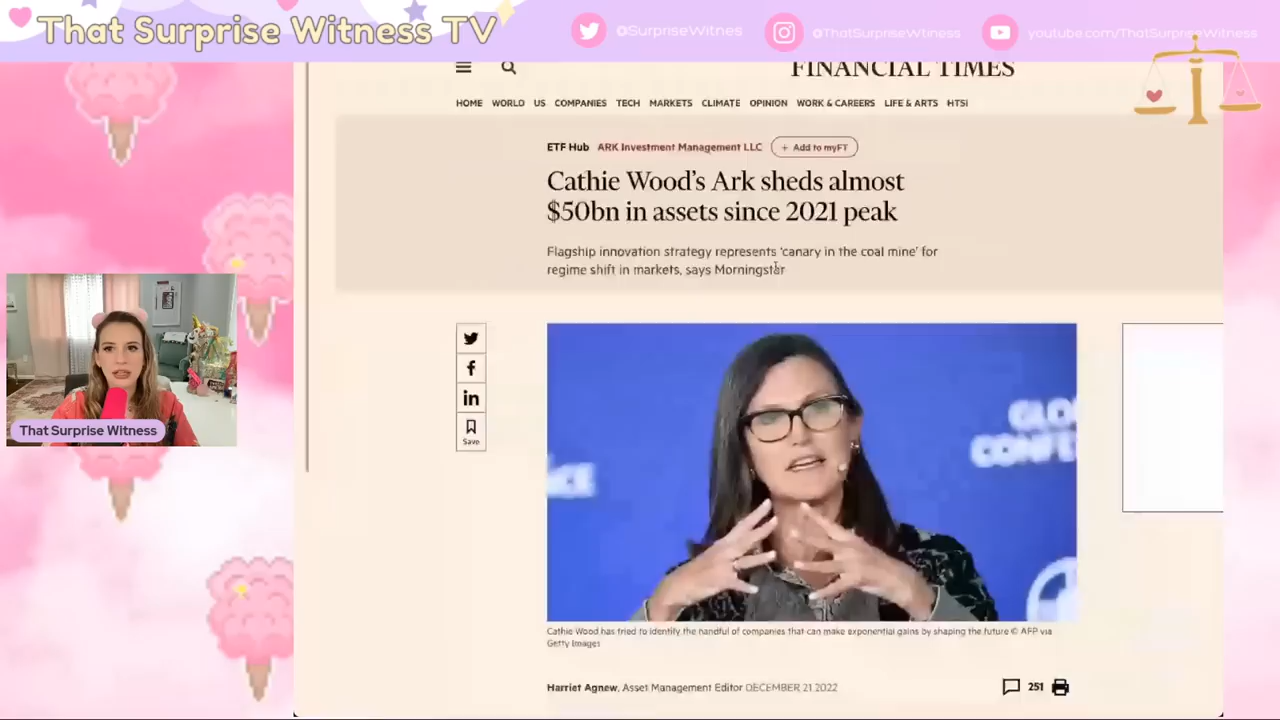 That Surprise Witness TV
@SurpriseWitnes
@ThatSurpriseWtiness
youtube.com/ThatSurpriseWitness
FINANCIAL TIMES
HOME WORLD US COMPANIES TECH MARKETS CLIMATE OPINION WORK & CAREERS LIFE & ARTS HTSI
ETF Hub ARK Investment Management LLC + Add to myFT
Cathie Wood's Ark sheds almost
$50bn in assets since 2021 peak
Flagship innovation strategy represents 'canary in the coal mine' for
regime shift in markets, says Morningstar
Save
That Surprise Witness
GLO
CONFE
CE
Cathie Wood has tried to identify the handful of companies that can make exponential gains by shaping the future © AFP via
Getty Images
Harriet Agnew, Asset Management Editor DECEMBER 21 2022
251